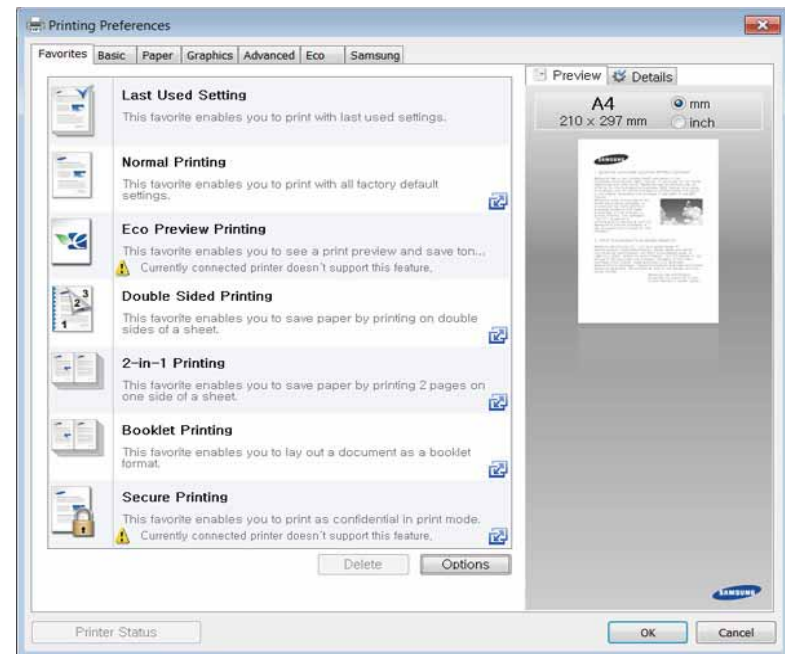 Printing Preferences
Favorites Basic Paper Graphics Advanced Eco Samsung
Last Used Setting
This favorite enables you to print with last used settings.
Normal Printing
This favorite enables you to print with all factory default
settings.
Eco Preview Printing
This favorite enables you to see a print preview and save ton...
Currently connected printer doesn't support this feature.
Double Sided Printing
This favorite enables you to save paper by printing on double
sides of a sheet.
2-in-1 Printing
This favorite enables you to save paper by printing 2 pages on
one side of a sheet.
Booklet Printing
This favorite enables you to lay out a document as a booklet
format.
Secure Printing
This favorite enables you to print as confidential in print mode.
Currently connected printer doesn't support this feature.
Delete Options
Preview Details
A4
210 x 297 mm
mm
inch
SAMSUNG
SAMSUNG
Printer Status
OK Cancel